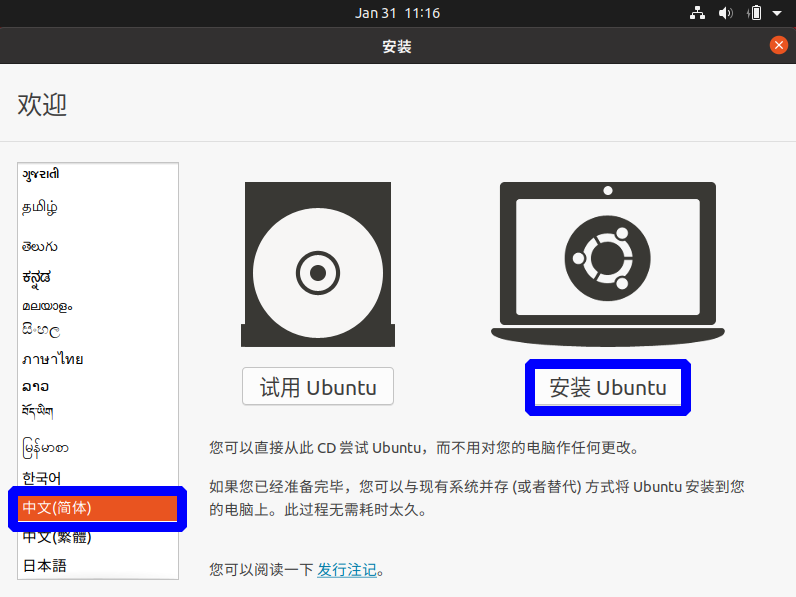 Jan 31 11:16
安装
欢迎
ગુજરાતી
தமிழ்
తెలుగు
ಕನ್ನಡ
മലയാളം
සිංහල
ภาษาไทย
ລາວ
བོད་ཡིག
မြန်မာစာ
한국어
中文(简体)
中文(繁體)
日本語
试用 Ubuntu
安装 Ubuntu
您可以直接从此 CD 尝试 Ubuntu，而不用对您的电脑作任何更改。
如果您已经准备完毕，您可以与现有系统并存 (或者替代) 方式将 Ubuntu 安装到您
的电脑上。此过程无需耗时太久。
您可以阅读一下 发行注记。